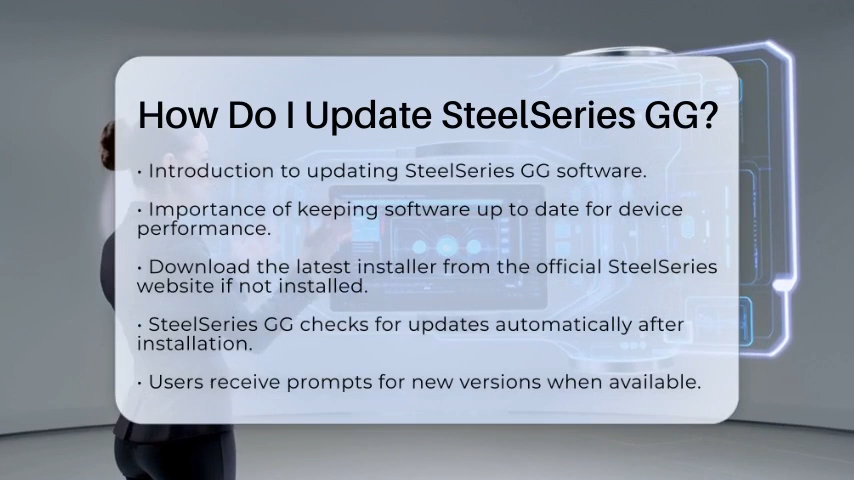 How Do I Update SteelSeries GG?
• Introduction to updating SteelSeries GG software.
• Importance of keeping software up to date for device
performance.
• Download the latest installer from the official SteelSeries
website if not installed.
• SteelSeries GG checks for updates automatically after
installation.
• Users receive prompts for new versions when available.